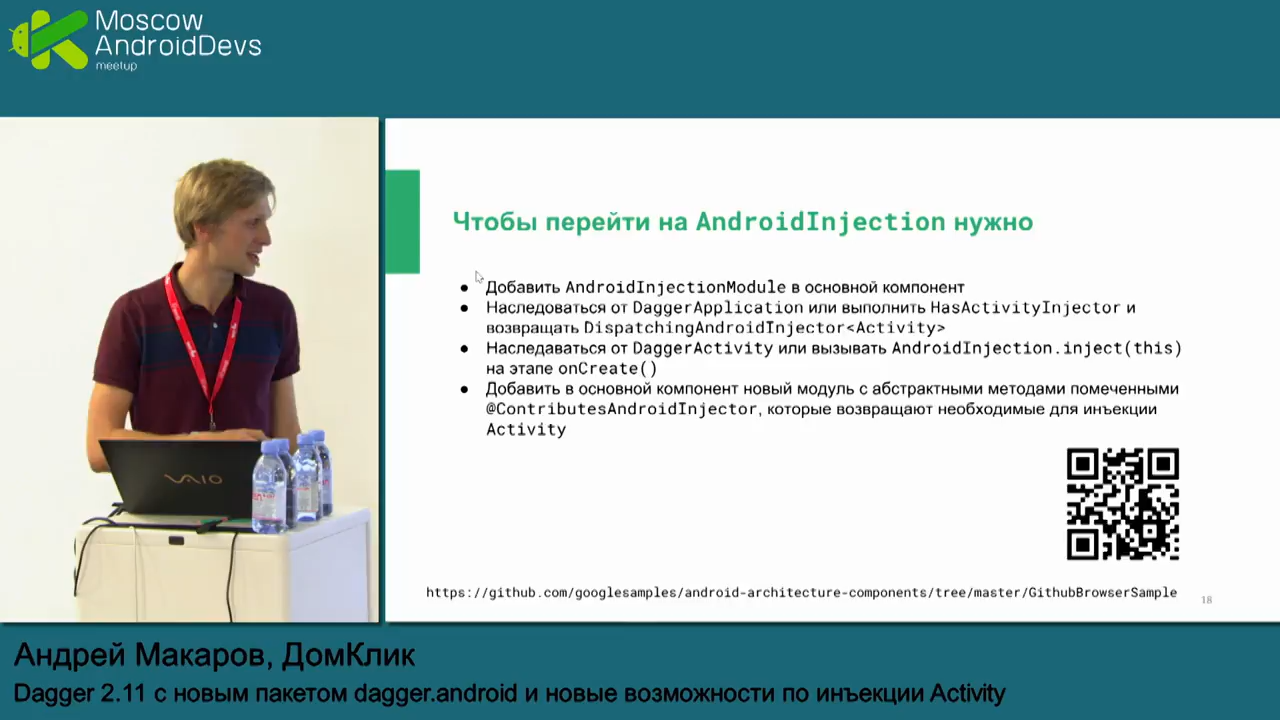 Moscow
AndroidDevs
meetup
Чтобы перейти на AndroidInjection нужно
● Добавить AndroidInjectionModule в основной компонент
● Наследоваться от DaggerApplication или выполнить HasActivityInjector и
возвращать DispatchingAndroidInjector<Activity>
● Наследаваться от DaggerActivity или вызывать AndroidInjection.inject(this)
на этапе onCreate()
● Добавить в основной компонент новый модуль с абстрактными методами помеченными
@ContributesAndroidInjector, которые возвращают необходимые для инъекции
Activity
https://github.com/googlesamples/android-architecture-components/tree/master/GithubBrowserSample
18
VAIO
Андрей Макаров, ДомКлик
Dagger 2.11 с новым пакетом dagger.android и новые возможности по инъекции Activity